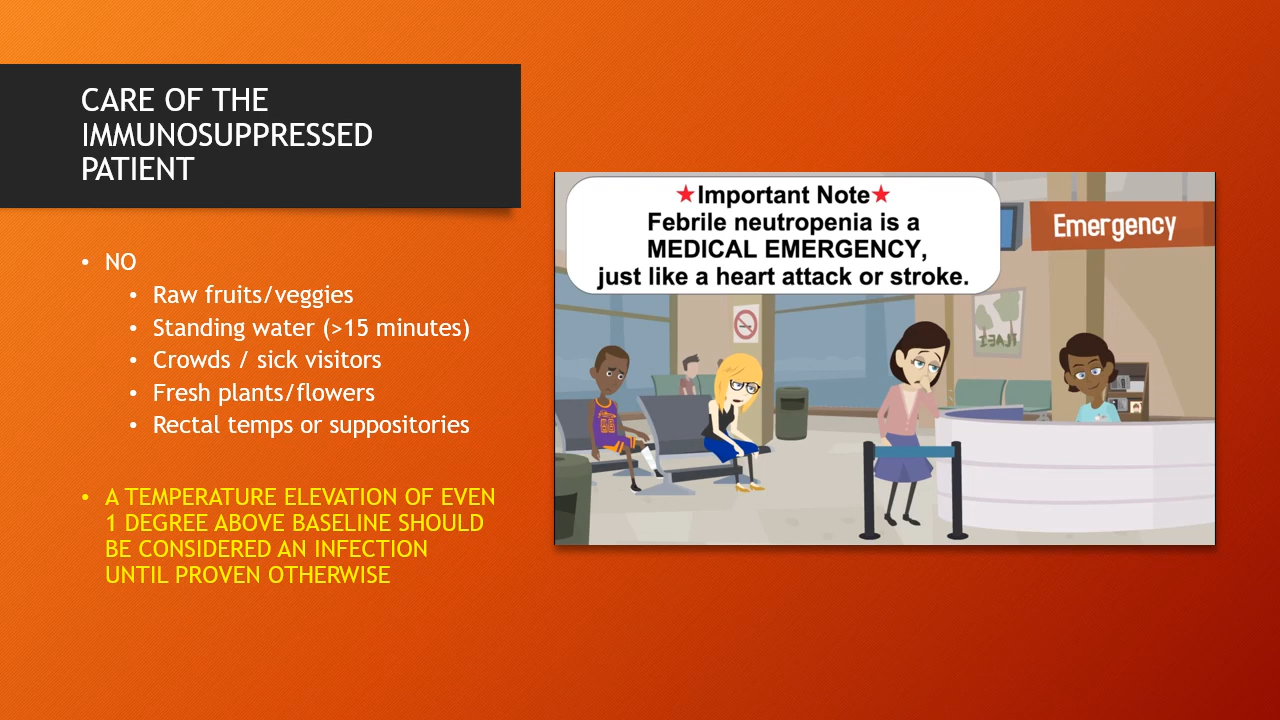 CARE OF THE
IMMUNOSUPPRESSED
PATIENT
• NO
• Raw fruits/veggies
• Standing water (>15 minutes)
• Crowds / sick visitors
• Fresh plants/flowers
• Rectal temps or suppositories
• A TEMPERATURE ELEVATION OF EVEN
1 DEGREE ABOVE BASELINE SHOULD
BE CONSIDERED AN INFECTION
UNTIL PROVEN OTHERWISE
★Important Note★
Febrile neutropenia is a
MEDICAL EMERGENCY,
just like a heart attack or stroke.
Emergency